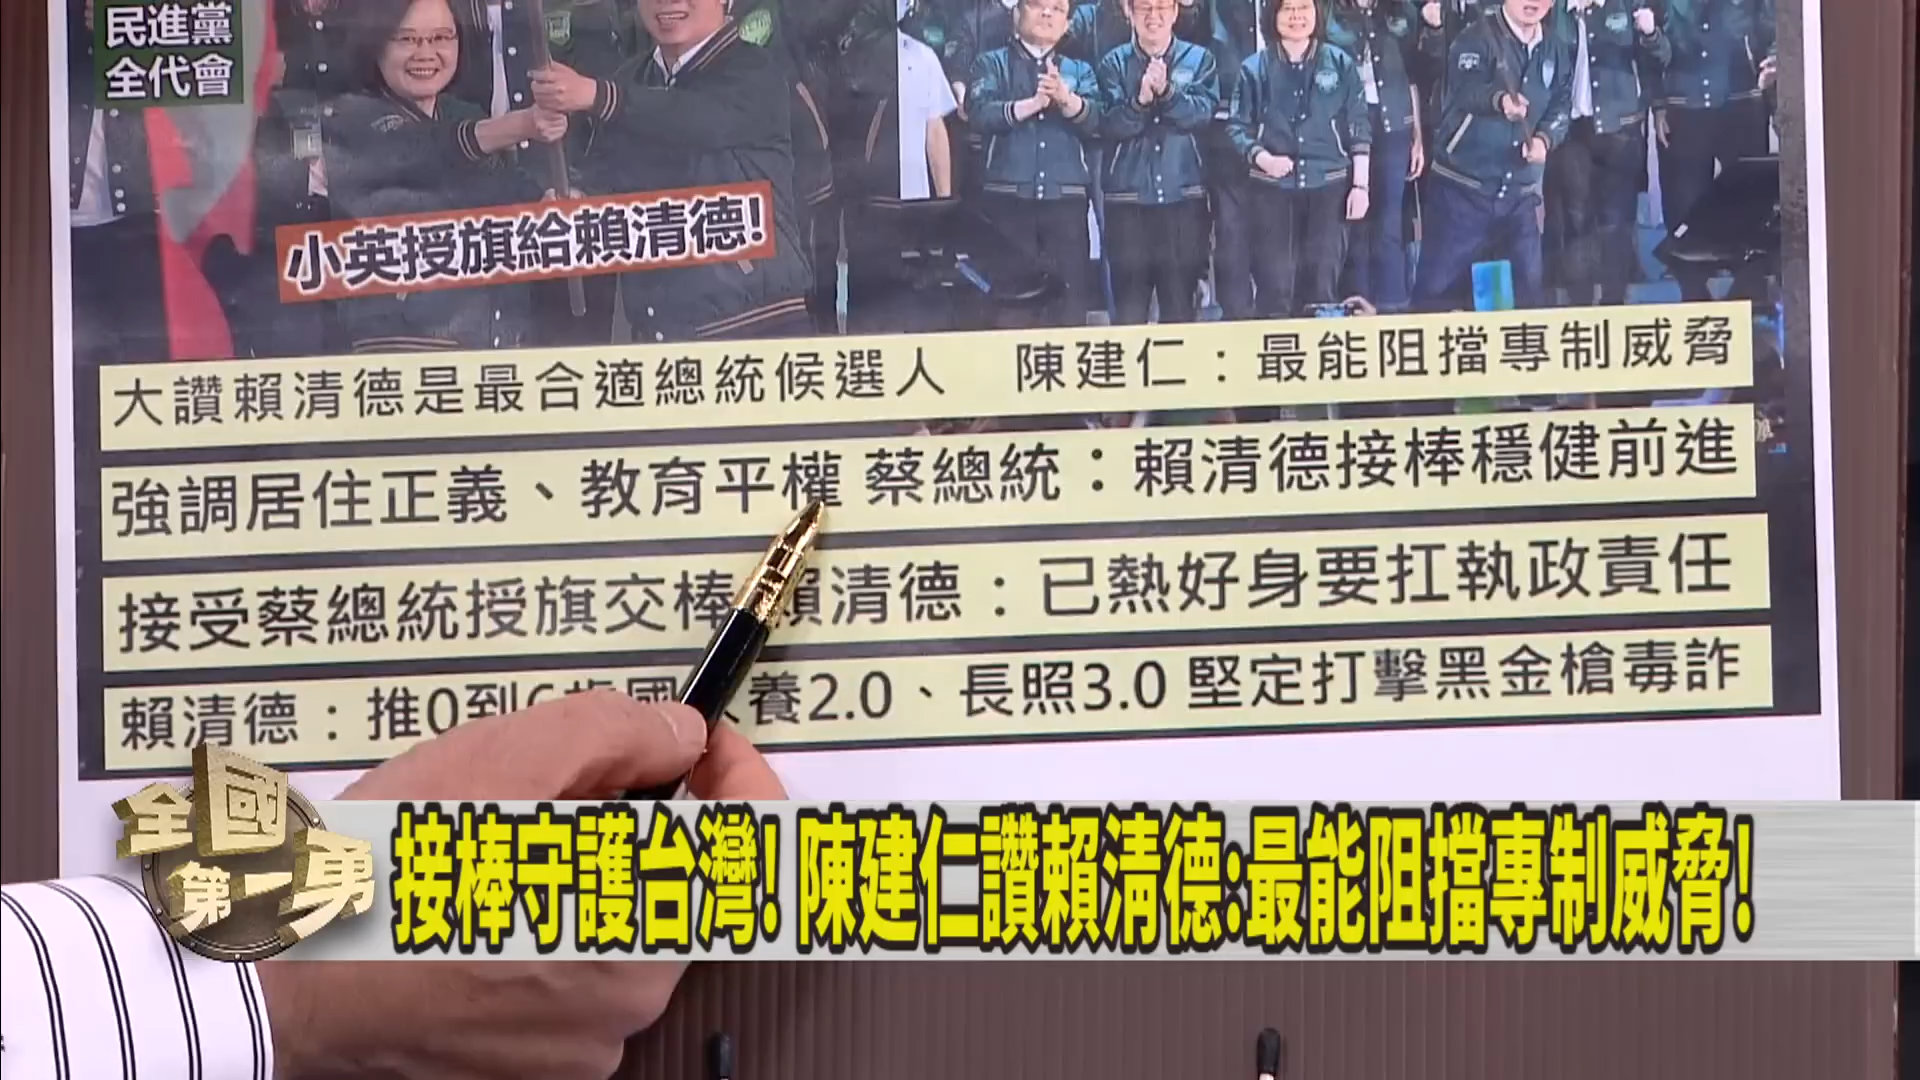 民進黨
全代會
小英授旗給賴清德!
大讚賴清德是最合適總統候選人 陳建仁：最能阻擋專制威脅
強調居住正義、教育平權 蔡總統：賴清德接棒穩健前進
接受蔡總統授旗交棒 賴清德：已熱好身要扛執政責任
賴清德：推0到6歲國 養2.0、長照3.0 堅定打擊黑金槍毒詐
全國第一勇
接棒守護台灣! 陳建仁讚賴清德:最能阻擋專制威脅!